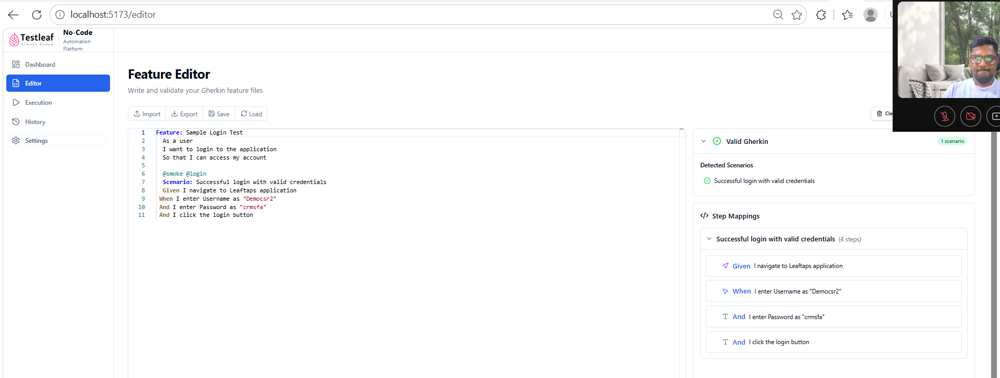 localhost:5173/editor
Testleaf
Always Ahead
No-Code
Automation
Platform
Dashboard
Editor
Execution
History
Settings
Feature Editor
Write and validate your Gherkin feature files
Import Export Save Load
Cle
1 Feature: Sample Login Test
2 As a user
3 I want to login to the application
4 So that I can access my account
5
6 @smoke @login
7 Scenario: Successful login with valid credentials
8 Given I navigate to Leaftaps application
9 When I enter Username as "Democsr2"
10 And I enter Password as "crmsfa"
11 And I click the login button
Valid Gherkin 1 scenario
Detected Scenarios
Successful login with valid credentials
</> Step Mappings
Successful login with valid credentials (4 steps)
Given I navigate to Leaftaps application
When I enter Username as "Democsr2"
And I enter Password as "crmsfa"
And I click the login button